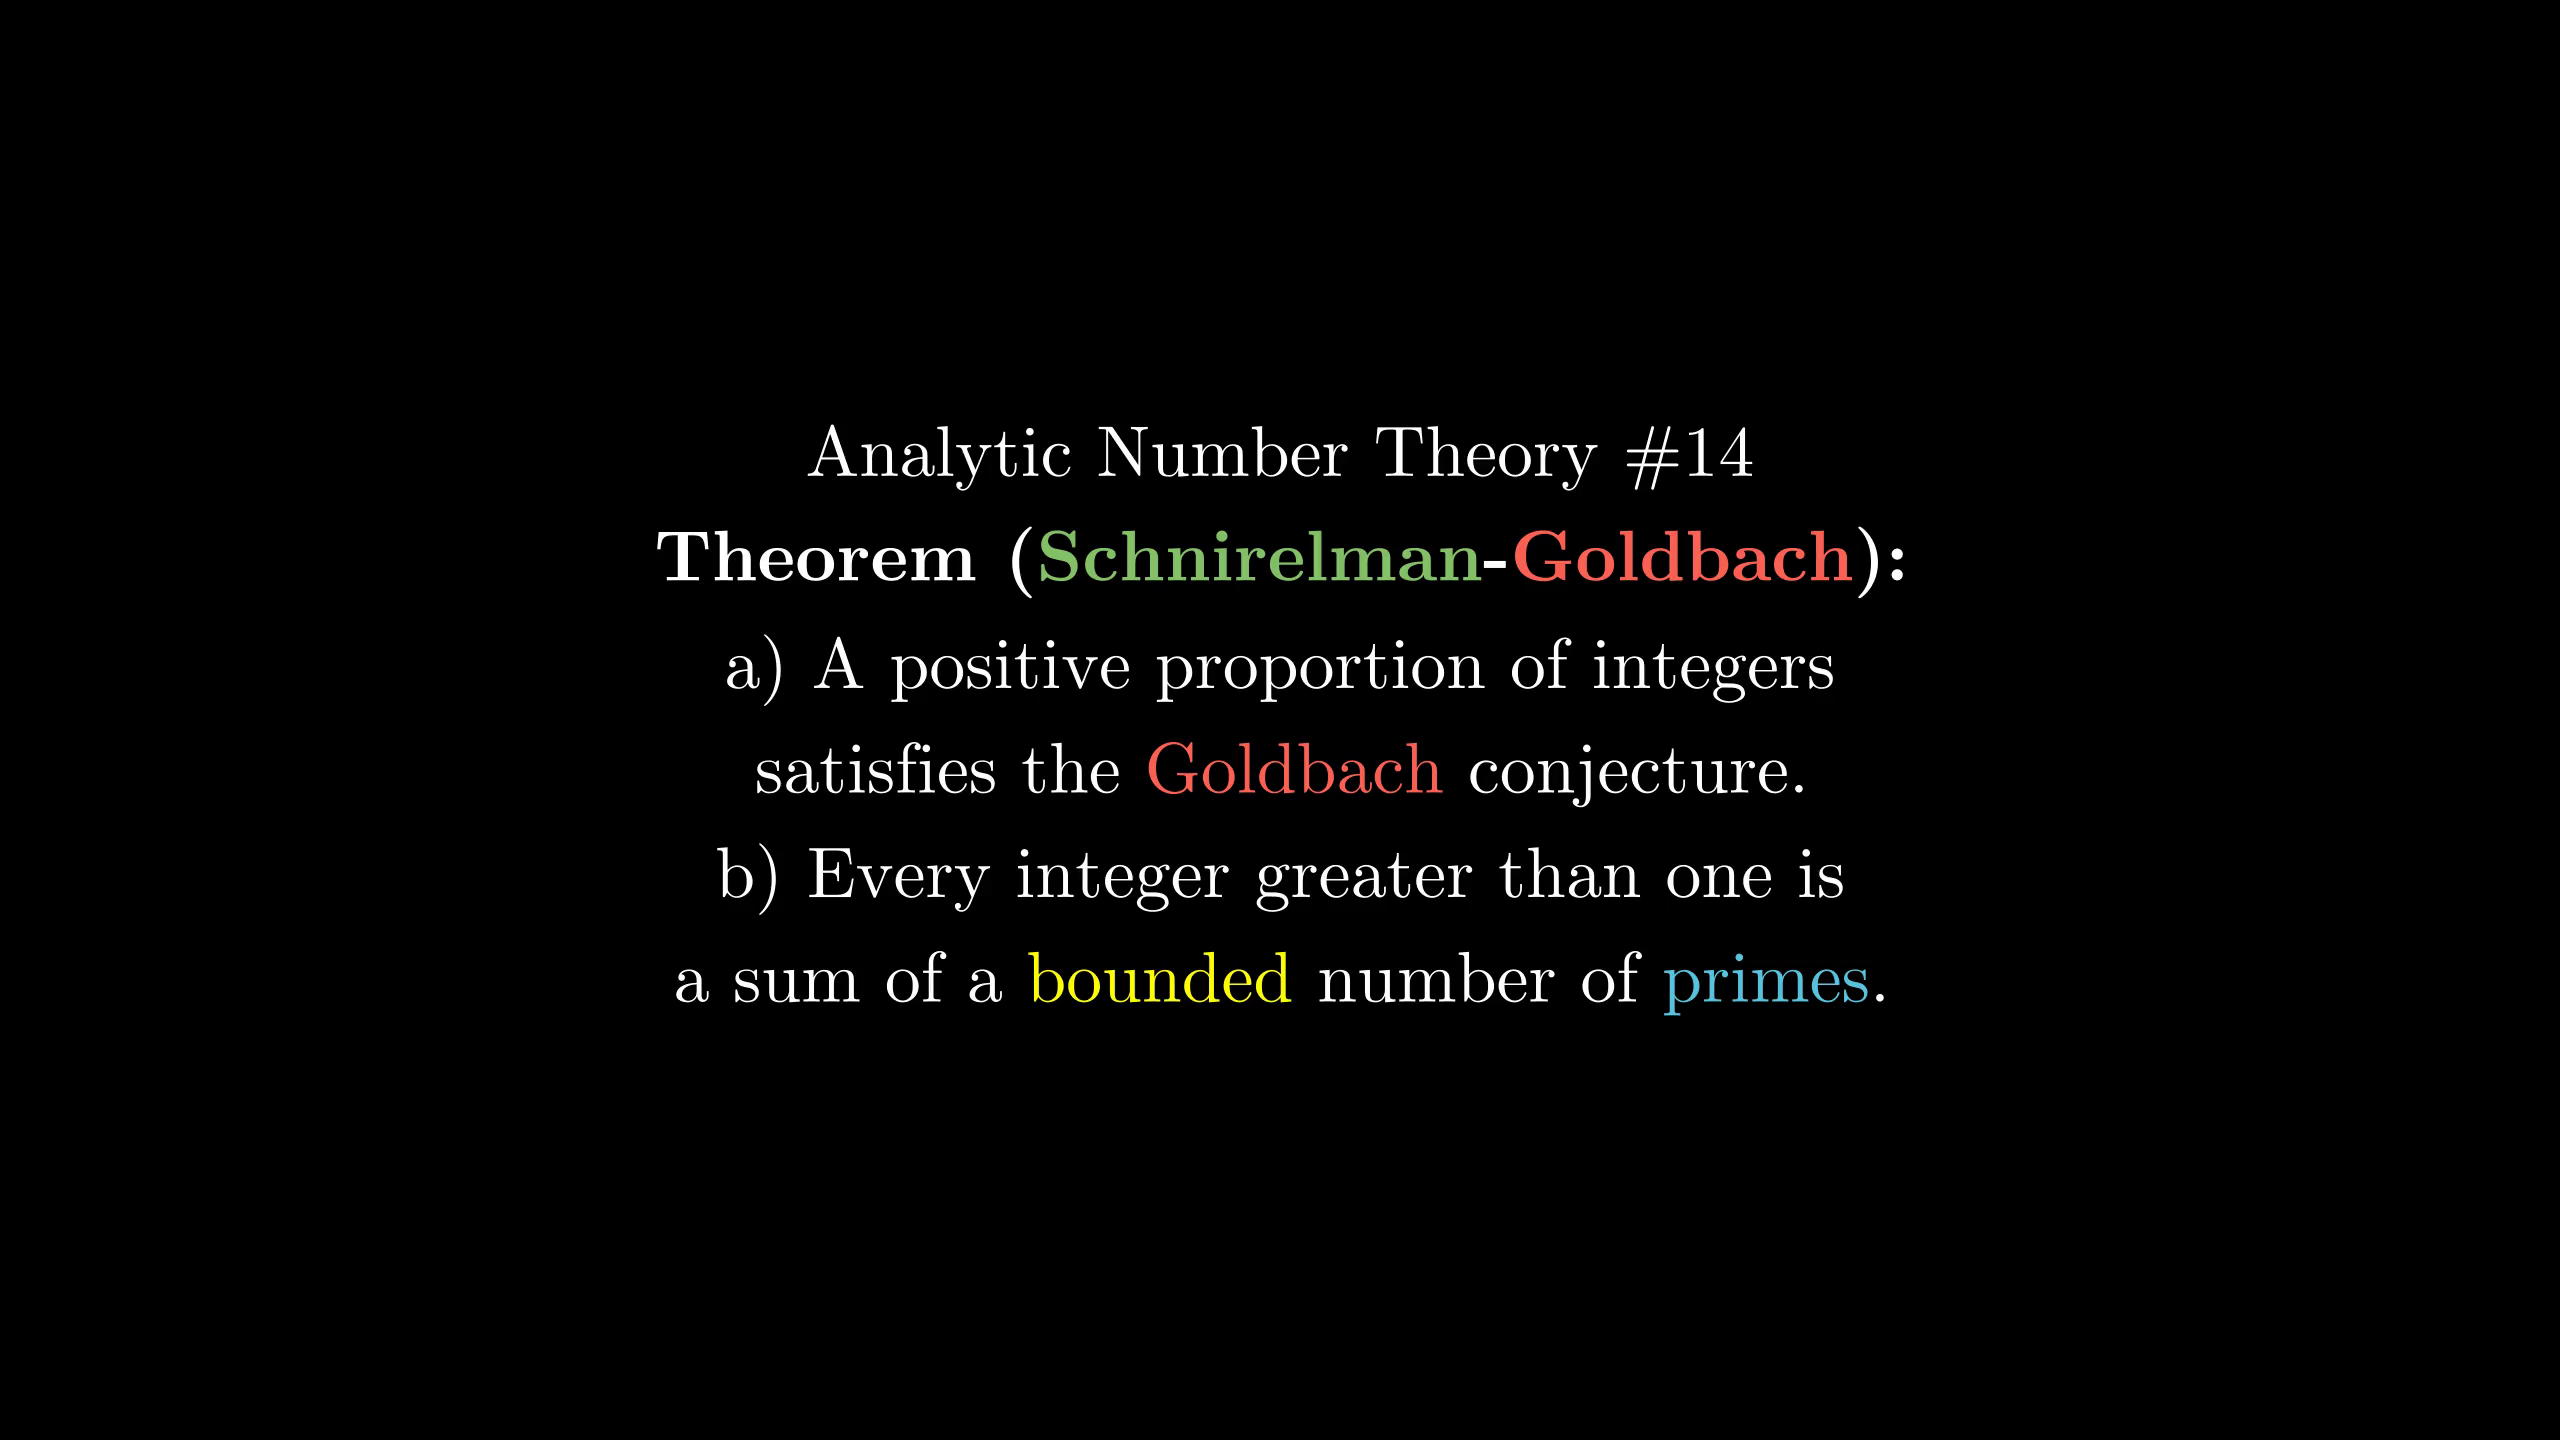 Analytic Number Theory #14
Theorem (Schnirelman-Goldbach):
a) A positive proportion of integers
satisfies the Goldbach conjecture.
b) Every integer greater than one is
a sum of a bounded number of primes.